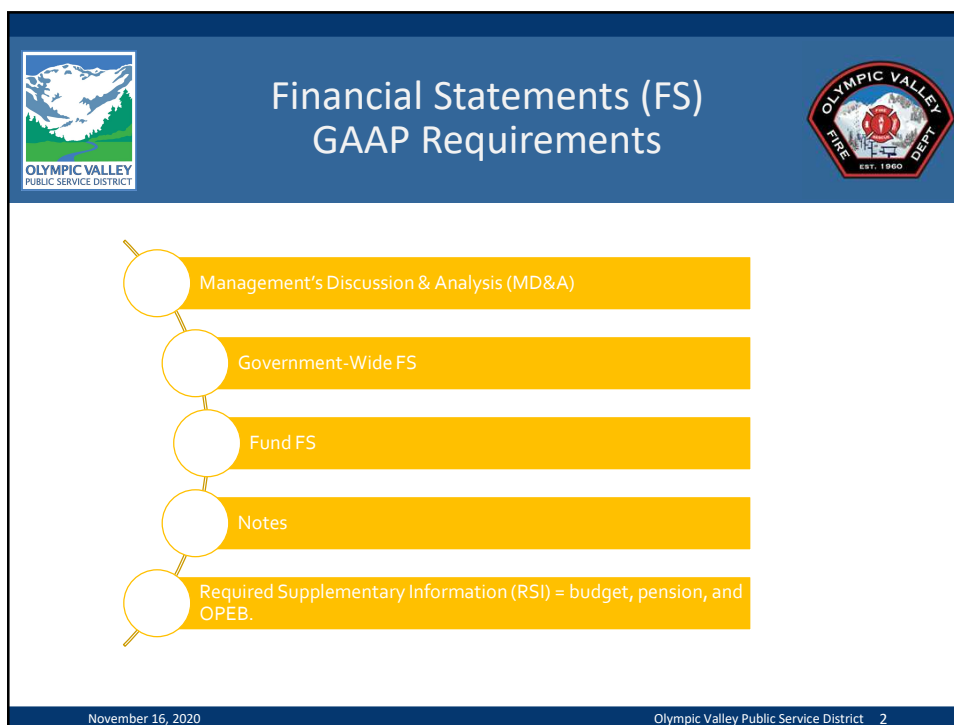 Financial Statements (FS)
GAAP Requirements
OLYMPIC VALLEY
PUBLIC SERVICE DISTRICT
OLYMPIC VALLEY
FIRE DEPT
FIRE
RESCUE
EST. 1960
Management's Discussion & Analysis (MD&A)
Government-Wide FS
Fund FS
Notes
Required Supplementary Information (RSI) = budget, pension, and
OPEB.
November 16, 2020
Olympic Valley Public Service District 2